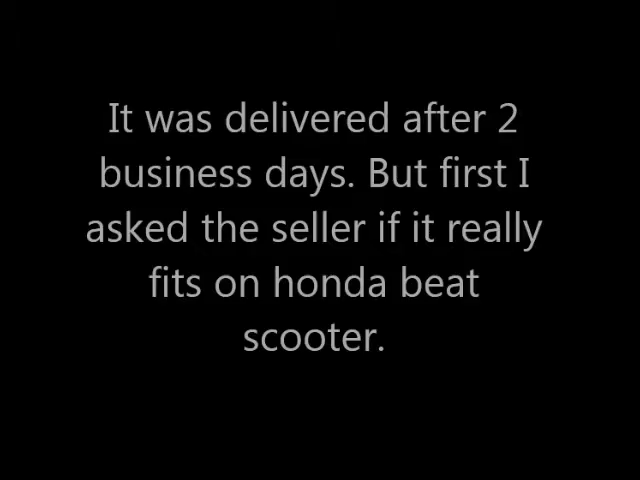 It was delivered after 2
business days. But first I
asked the seller if it really
fits on honda beat
scooter.